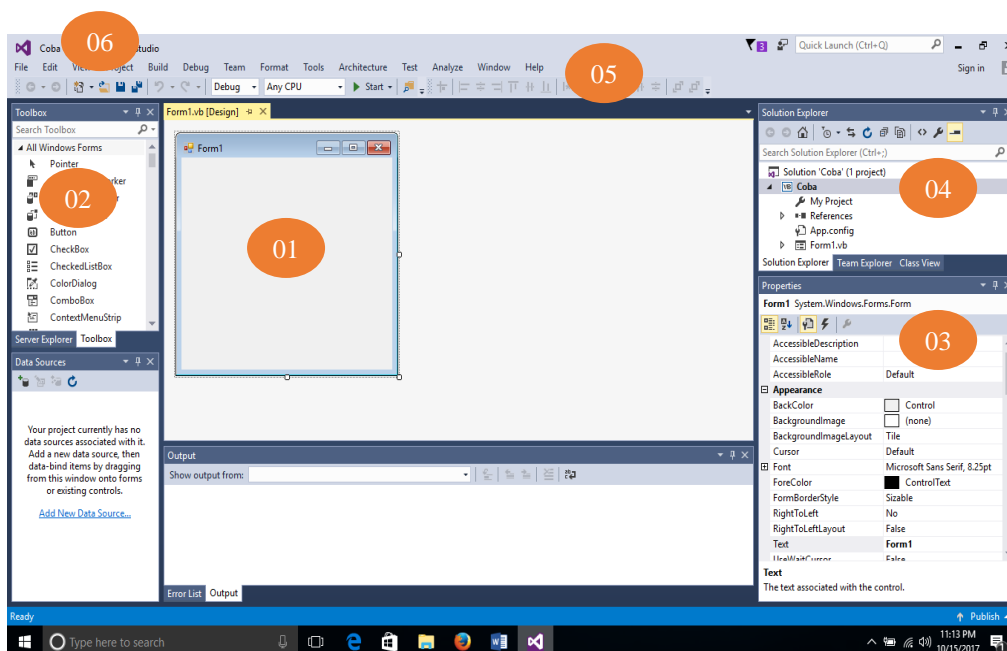 Coba
06
studio
3
Quick Launch (Ctrl+Q)
File Edit Project Build Debug Team Format Tools Architecture Test Analyze Window Help
Sign in
05
Debug Any CPU Start
Toolbox
Search Toolbox
All Windows Forms
Pointer
02
Button
CheckBox
CheckedListBox
ColorDialog
ComboBox
ContextMenuStrip
Server Explorer Toolbox
Data Sources
Your project currently has no
data sources associated with it.
Add a new data source, then
data-bind items by dragging
from this window onto forms
or existing controls.
Add New Data Source...
Form1.vb [Design]
Form1
01
Output
Show output from:
Error List Output
Solution Explorer
Search Solution Explorer (Ctrl+;)
Solution 'Coba' (1 project)
VB Coba
04
My Project
References
App.config
Form1.vb
Solution Explorer Team Explorer Class View
Properties
Form1 System.Windows.Forms.Form
03
AccessibleDescription
AccessibleName
AccessibleRole Default
Appearance
BackColor Control
BackgroundImage (none)
BackgroundImageLayout Tile
Cursor Default
Font Microsoft Sans Serif, 8.25pt
ForeColor ControlText
FormBorderStyle Sizable
RightToLeft No
RightToLeftLayout False
Text Form1
UseWaitCursor False
Text
The text associated with the control.
Ready
Publish
Type here to search
11:13 PM
10/15/2017